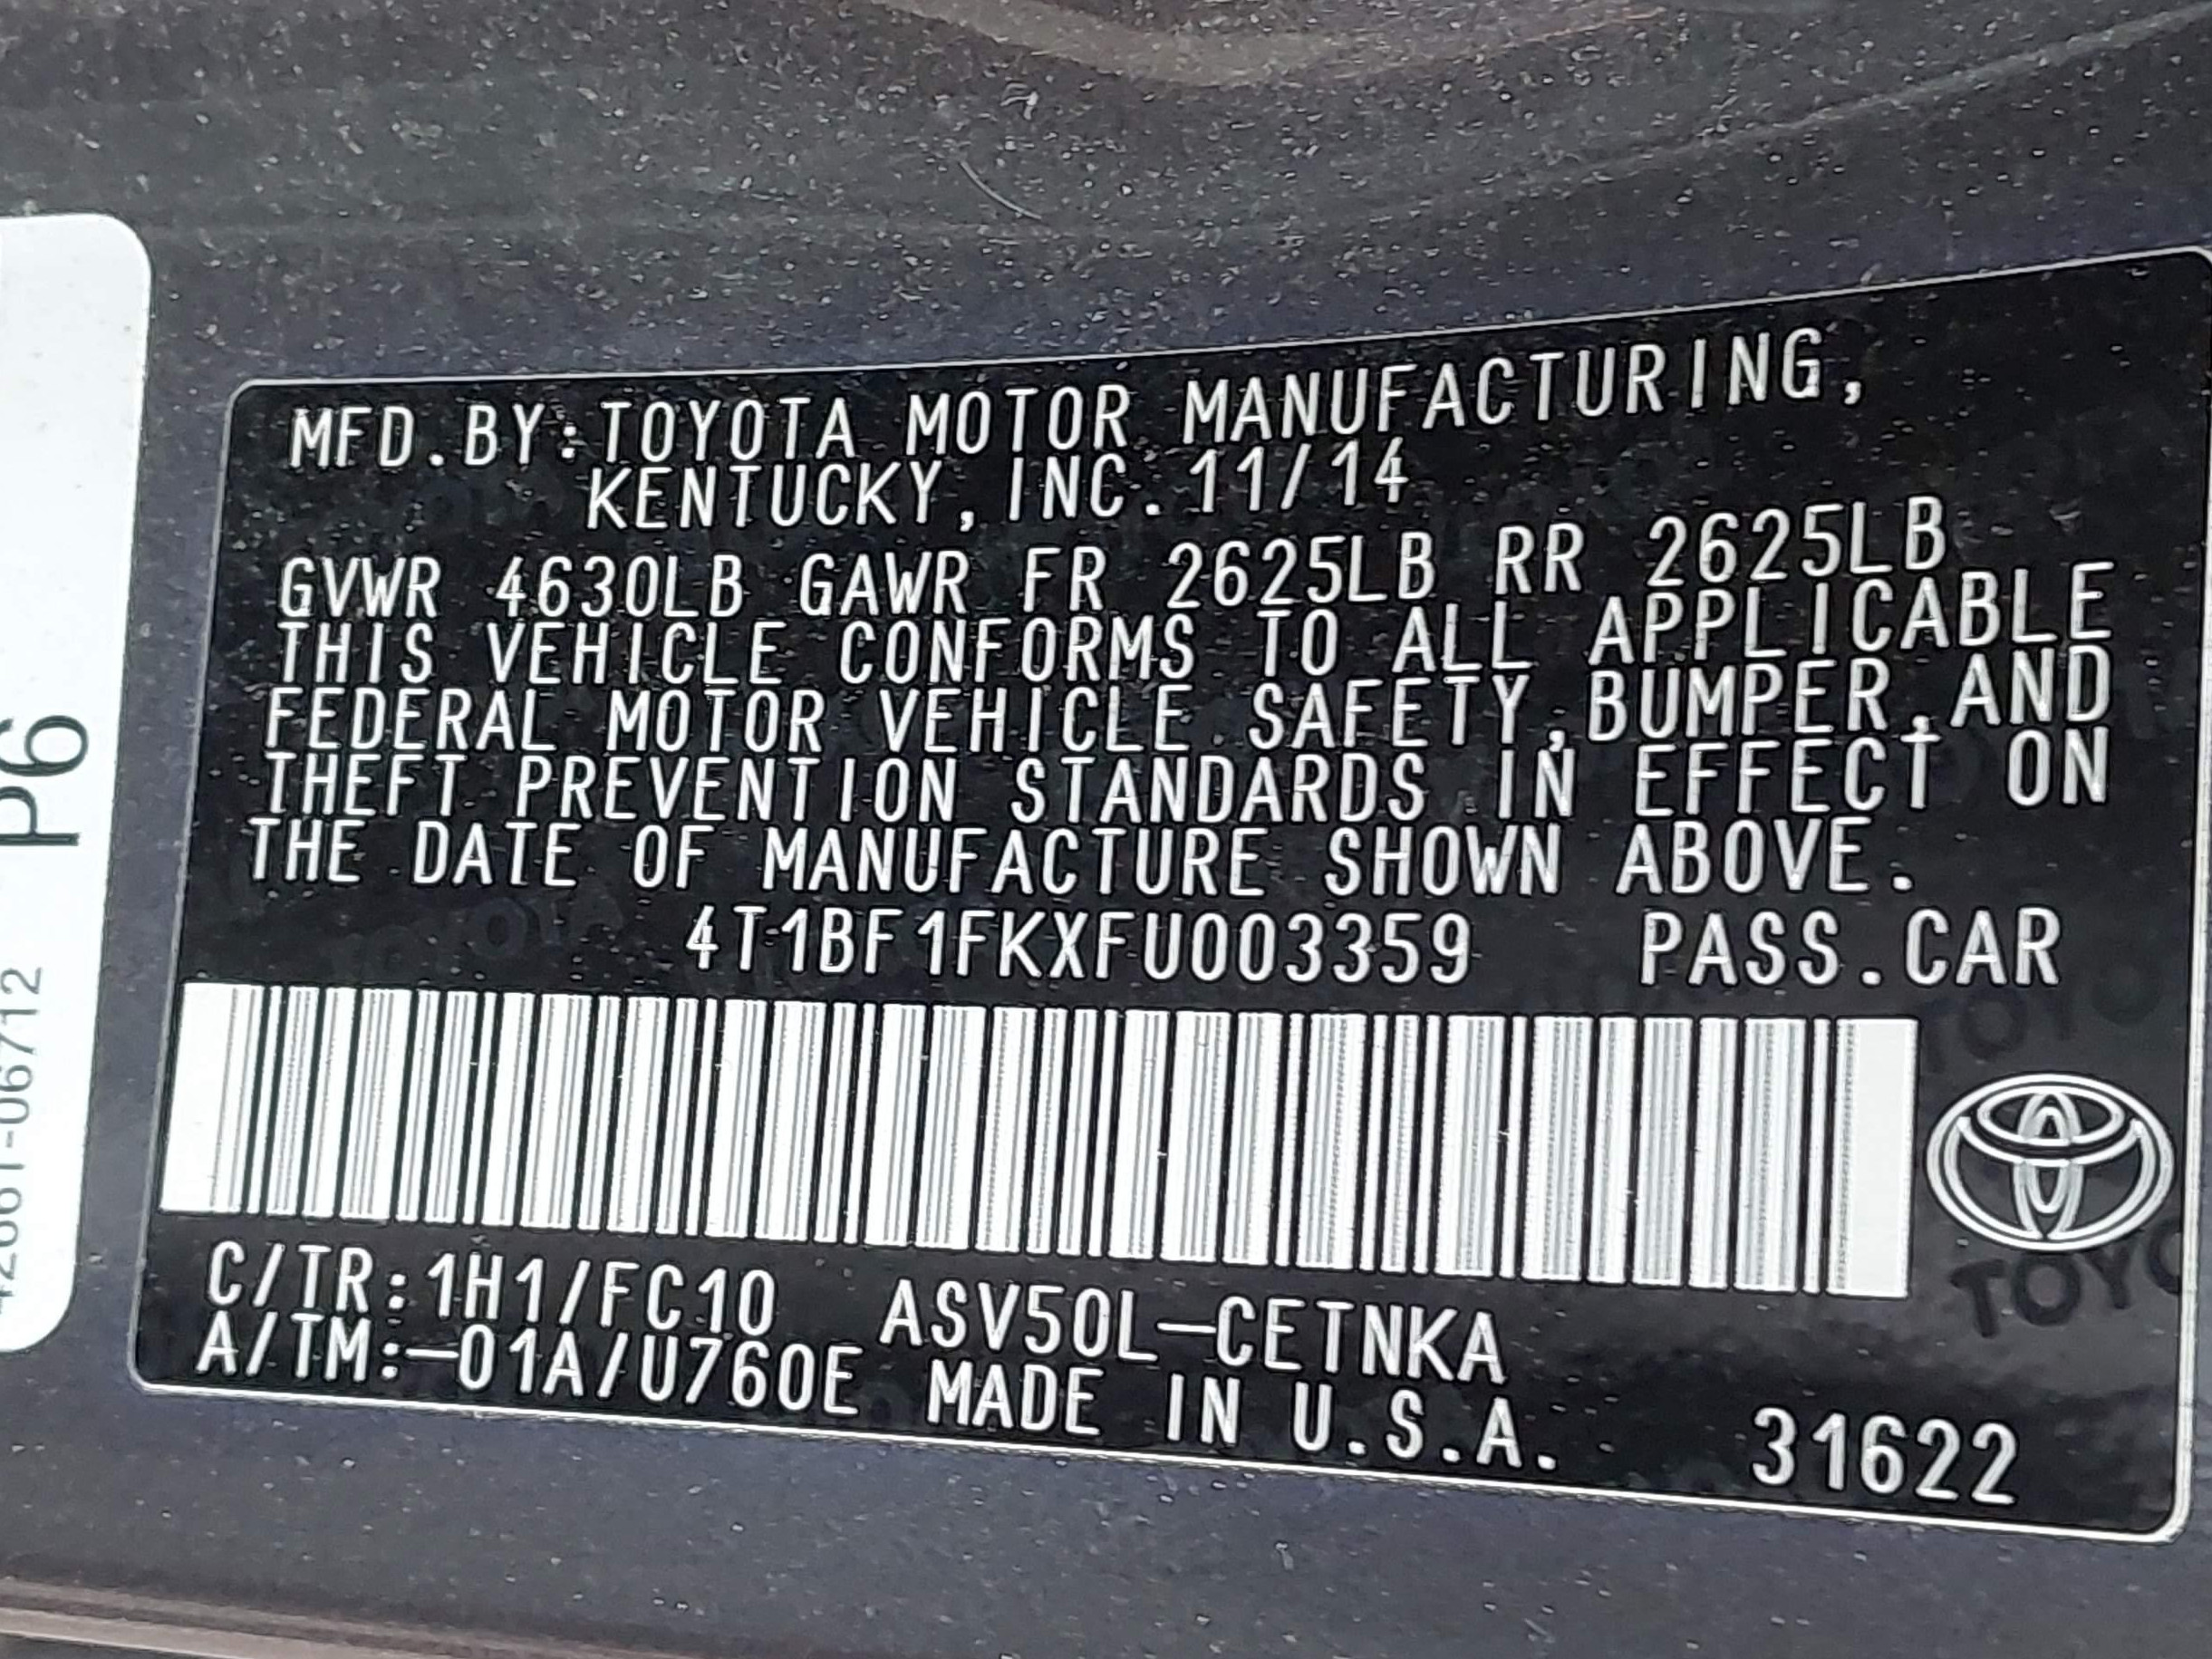 MFD.BY:TOYOTA MOTOR MANUFACTURING,
KENTUCKY, INC. 11/14
GVWR 4630LB GAWR FR 2625LB RR 2625LB
THIS VEHICLE CONFORMS TO ALL APPLICABLE
FEDERAL MOTOR VEHICLE SAFETY,BUMPER,AND
THEFT PREVENTION STANDARDS IN EFFECT ON
THE DATE OF MANUFACTURE SHOWN ABOVE.
4T1BF1FKXFU003359 PASS.CAR
C/TR:1H1/FC10 ASV50L-CETNKA
A/TM:-01A/U760E MADE IN U.S.A. 31622
P6